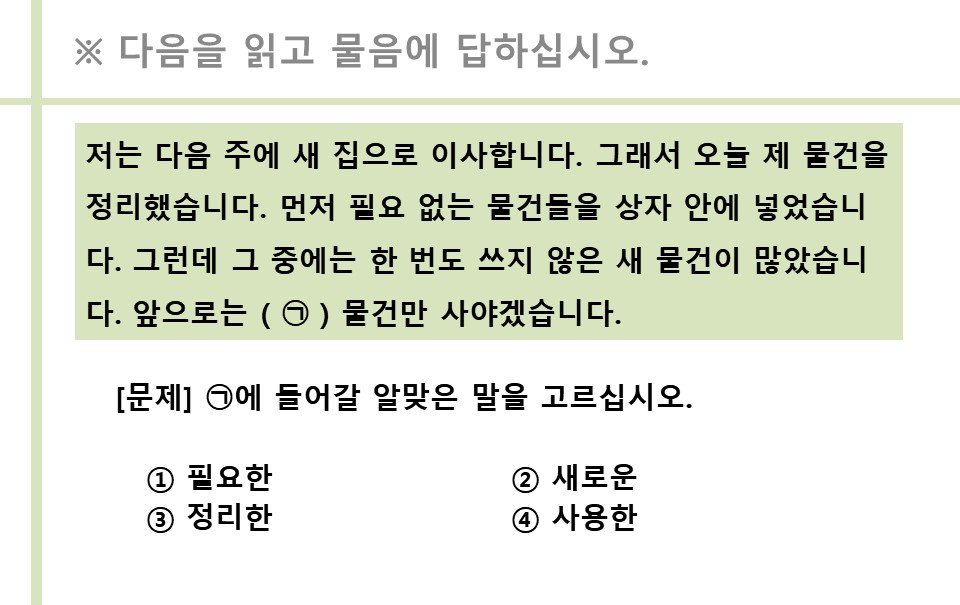 ※ 다음을 읽고 물음에 답하십시오.
저는 다음 주에 새 집으로 이사합니다. 그래서 오늘 제 물건을
정리했습니다. 먼저 필요 없는 물건들을 상자 안에 넣었습니
다. 그런데 그 중에는 한 번도 쓰지 않은 새 물건이 많았습니
다. 앞으로는 ( ㉠ ) 물건만 사야겠습니다.
[문제] ㉠에 들어갈 알맞은 말을 고르십시오.
① 필요한 ② 새로운
③ 정리한 ④ 사용한